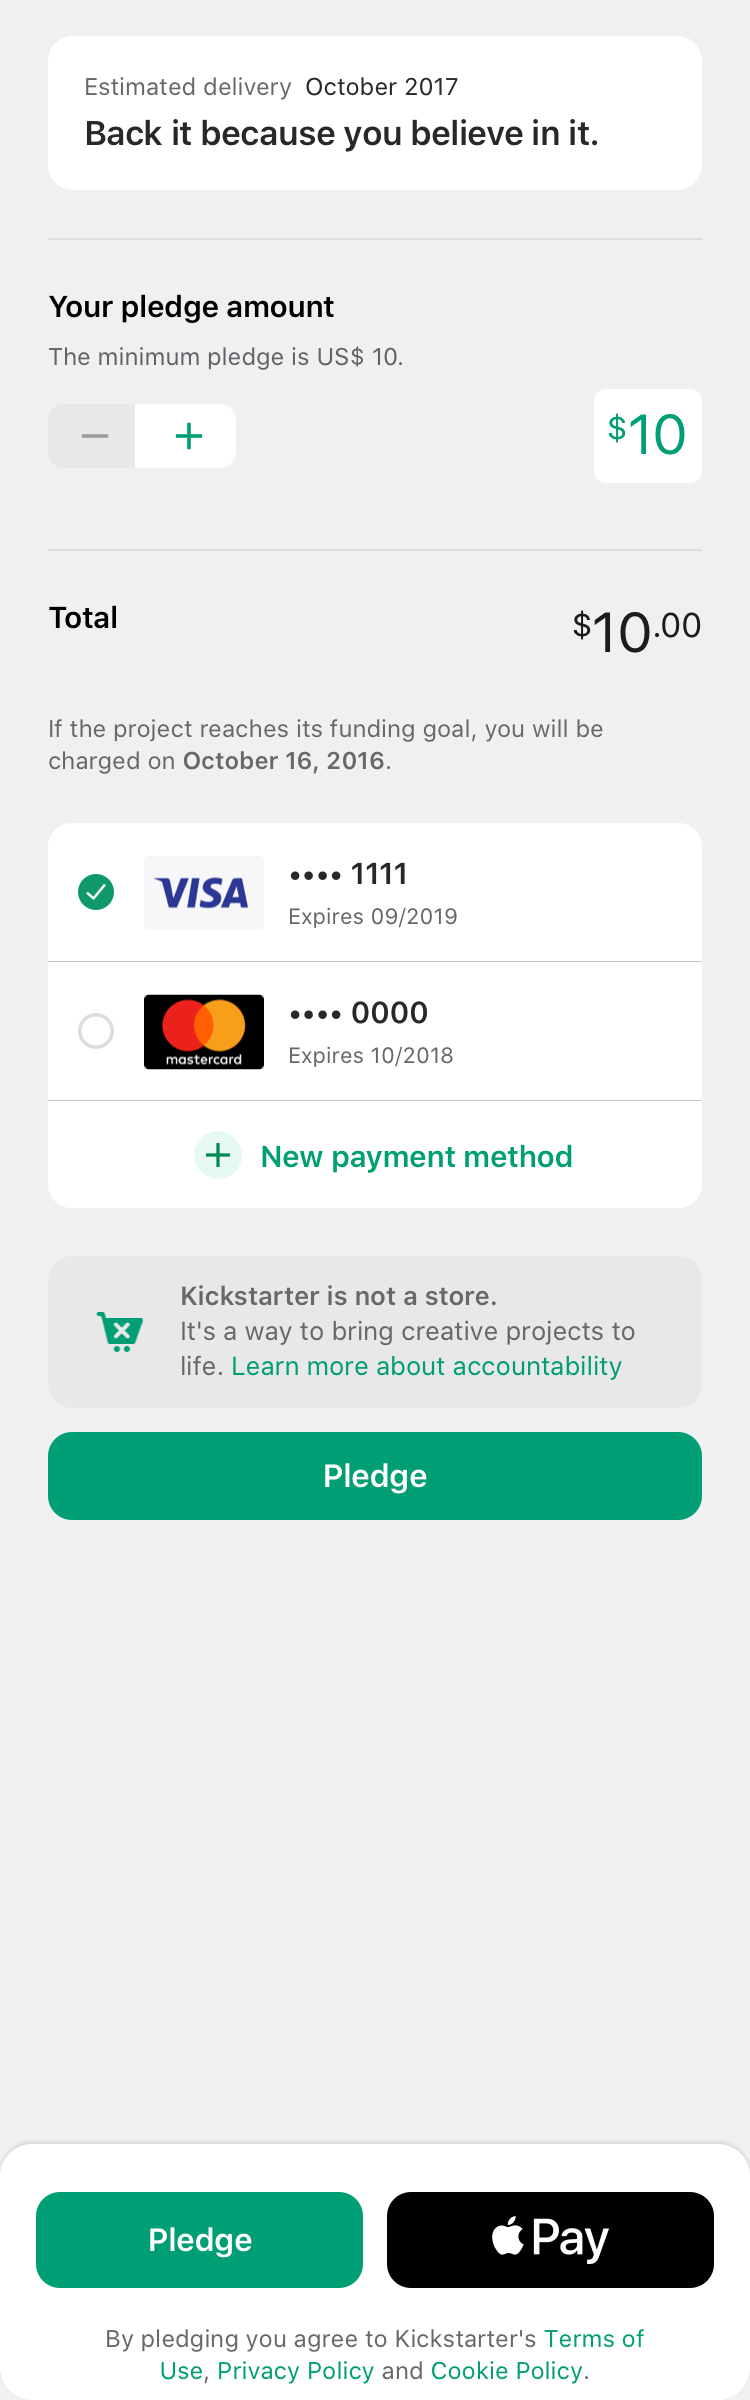 Estimated delivery October 2017
Back it because you believe in it.
Your pledge amount
The minimum pledge is US$ 10.
$10
Total
$10.00
If the project reaches its funding goal, you will be
charged on October 16, 2016.
VISA
•••• 1111
Expires 09/2019
mastercard
•••• 0000
Expires 10/2018
New payment method
Kickstarter is not a store.
It's a way to bring creative projects to
life. Learn more about accountability
Pledge
Pledge
Pay
By pledging you agree to Kickstarter's Terms of
Use, Privacy Policy and Cookie Policy.